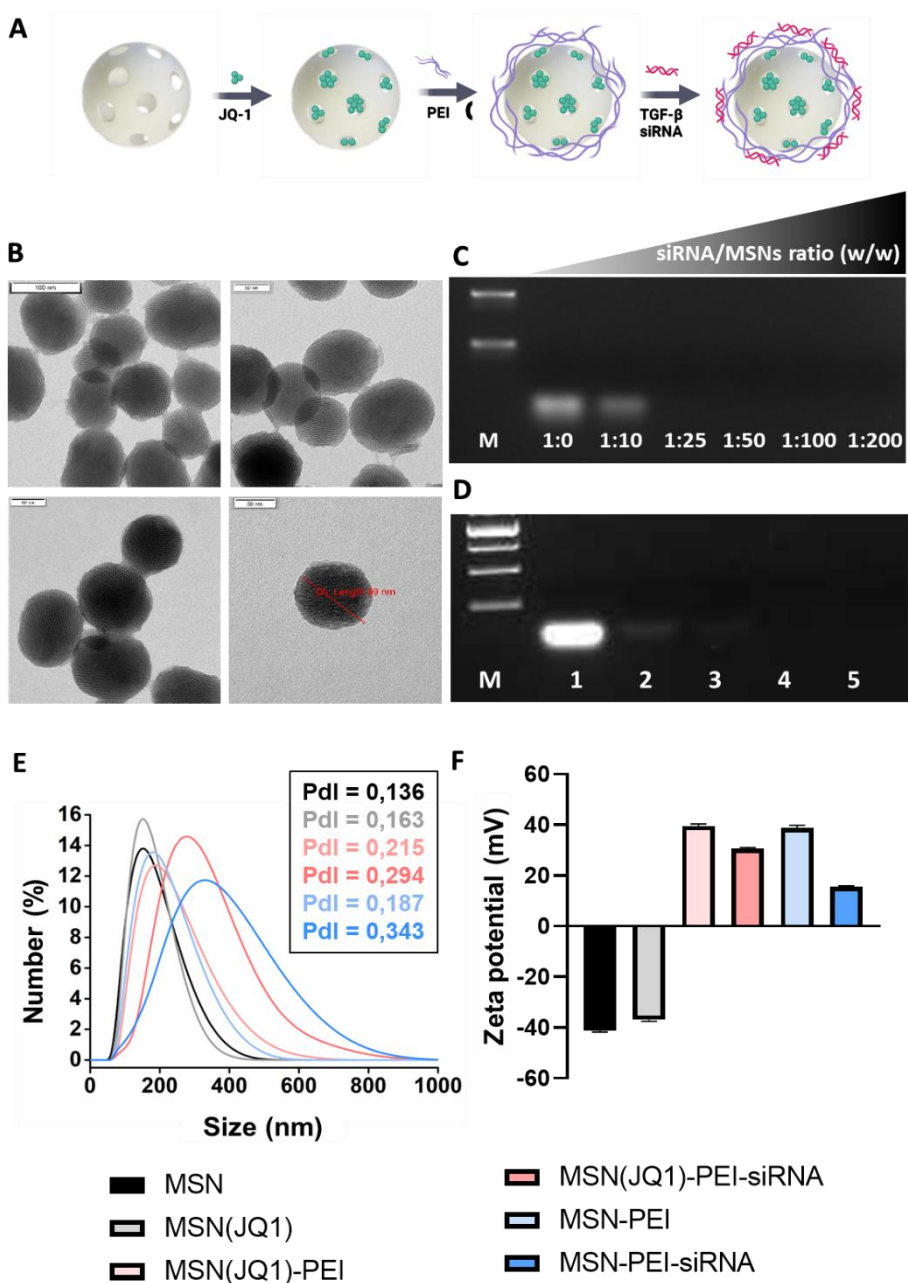 A
JQ-1
PEI
TGF-β
siRNA
B
100 nm
50 nm
50 nm
C
siRNA/MSNs ratio (w/w)
M 1:0 1:10 1:25 1:50 1:100 1:200
D
M 1 2 3 4 5
E
PdI = 0,136
PdI = 0,163
PdI = 0,215
PdI = 0,294
PdI = 0,187
PdI = 0,343
Number (%)
16
14
12
10
8
6
4
2
0
0 200 400 600 800 1000
Size (nm)
F
Zeta potential (mV)
60
40
20
0
-20
-40
-60
MSN
MSN(JQ1)
MSN(JQ1)-PEI
MSN(JQ1)-PEI-siRNA
MSN-PEI
MSN-PEI-siRNA